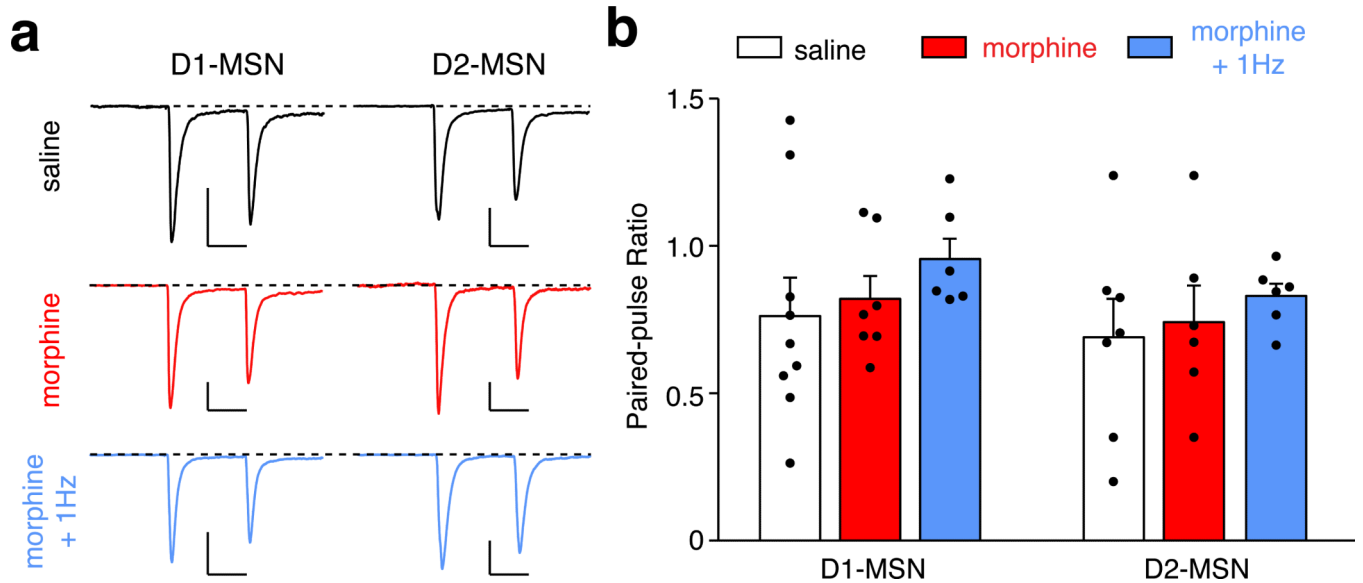 a
D1-MSN
D2-MSN
saline
morphine
morphine
+ 1Hz
b
saline
morphine
morphine
+ 1Hz
Paired-pulse Ratio
1.5
1.0
0.5
0
D1-MSN
D2-MSN